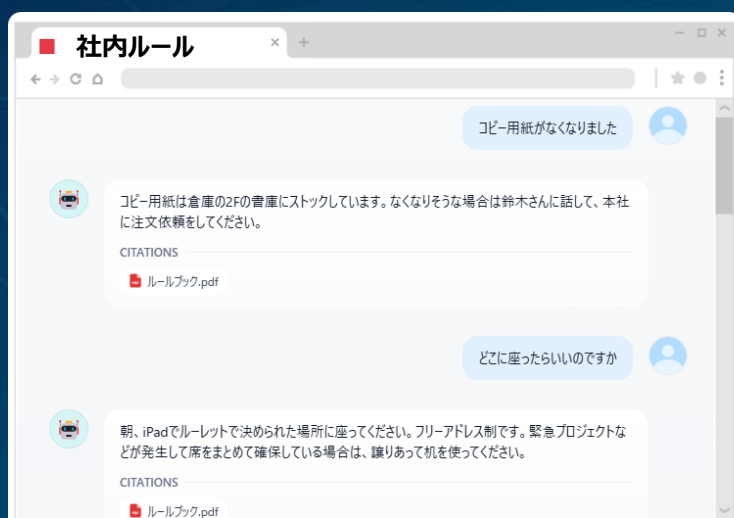 社内ルール
コピー用紙がなくなりました
コピー用紙は倉庫の2Fの書庫にストックしています。なくなりそうな場合は鈴木さんに話して、本社
に注文依頼をしてください。
CITATIONS
ルールブック.pdf
どこに座ったらいいのですか
朝、iPadでルーレットで決められた場所に座ってください。フリーアドレス制です。緊急プロジェクトな
どが発生して席をまとめて確保している場合は、譲りあって机を使ってください。
CITATIONS
ルールブック.pdf